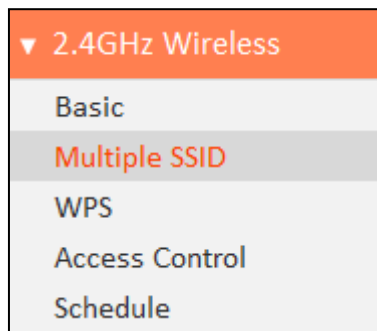 2.4GHz Wireless
Basic
Multiple SSID
WPS
Access Control
Schedule